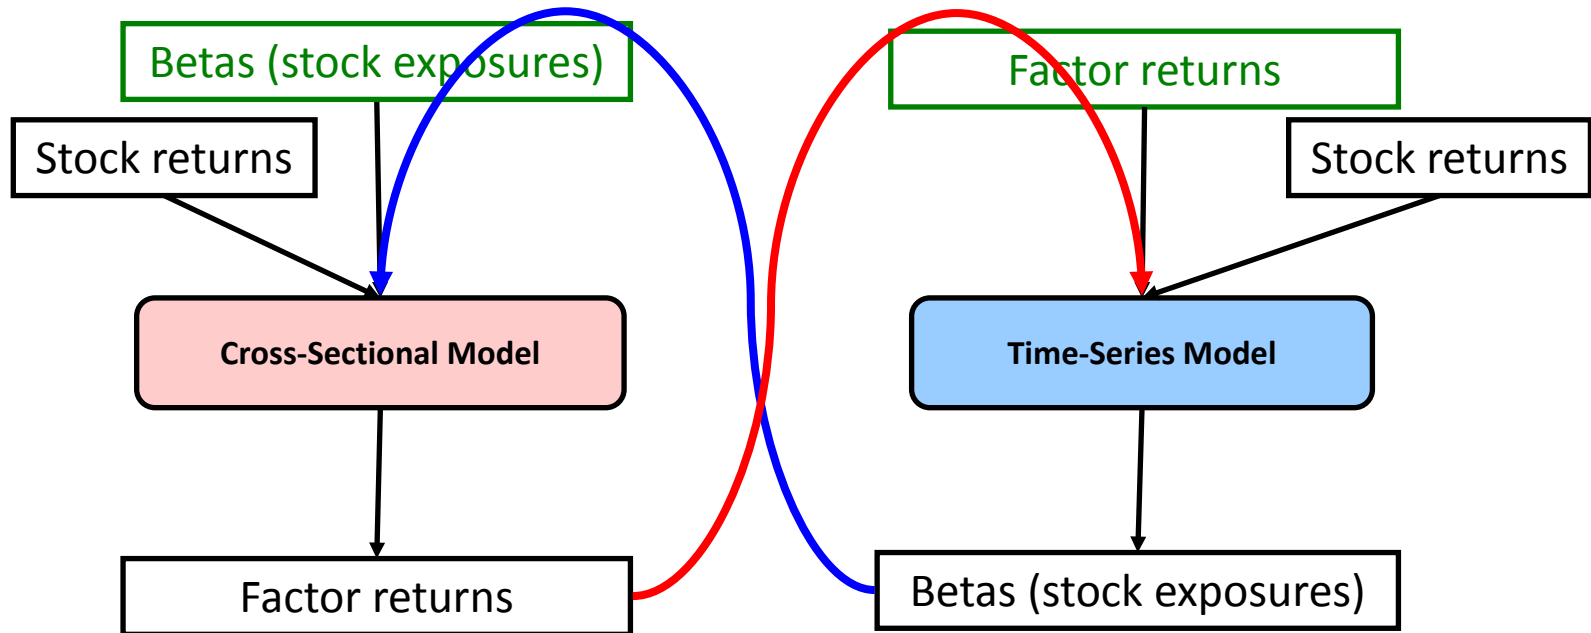 Betas (stock exposures)
Factor returns
Stock returns
Stock returns
Cross-Sectional Model
Time-Series Model
Factor returns
Betas (stock exposures)